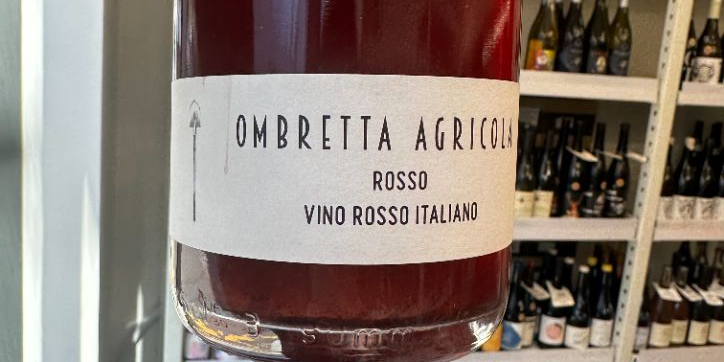 OMBRETTA AGRICOLA
ROSSO
VINO ROSSO ITALIANO